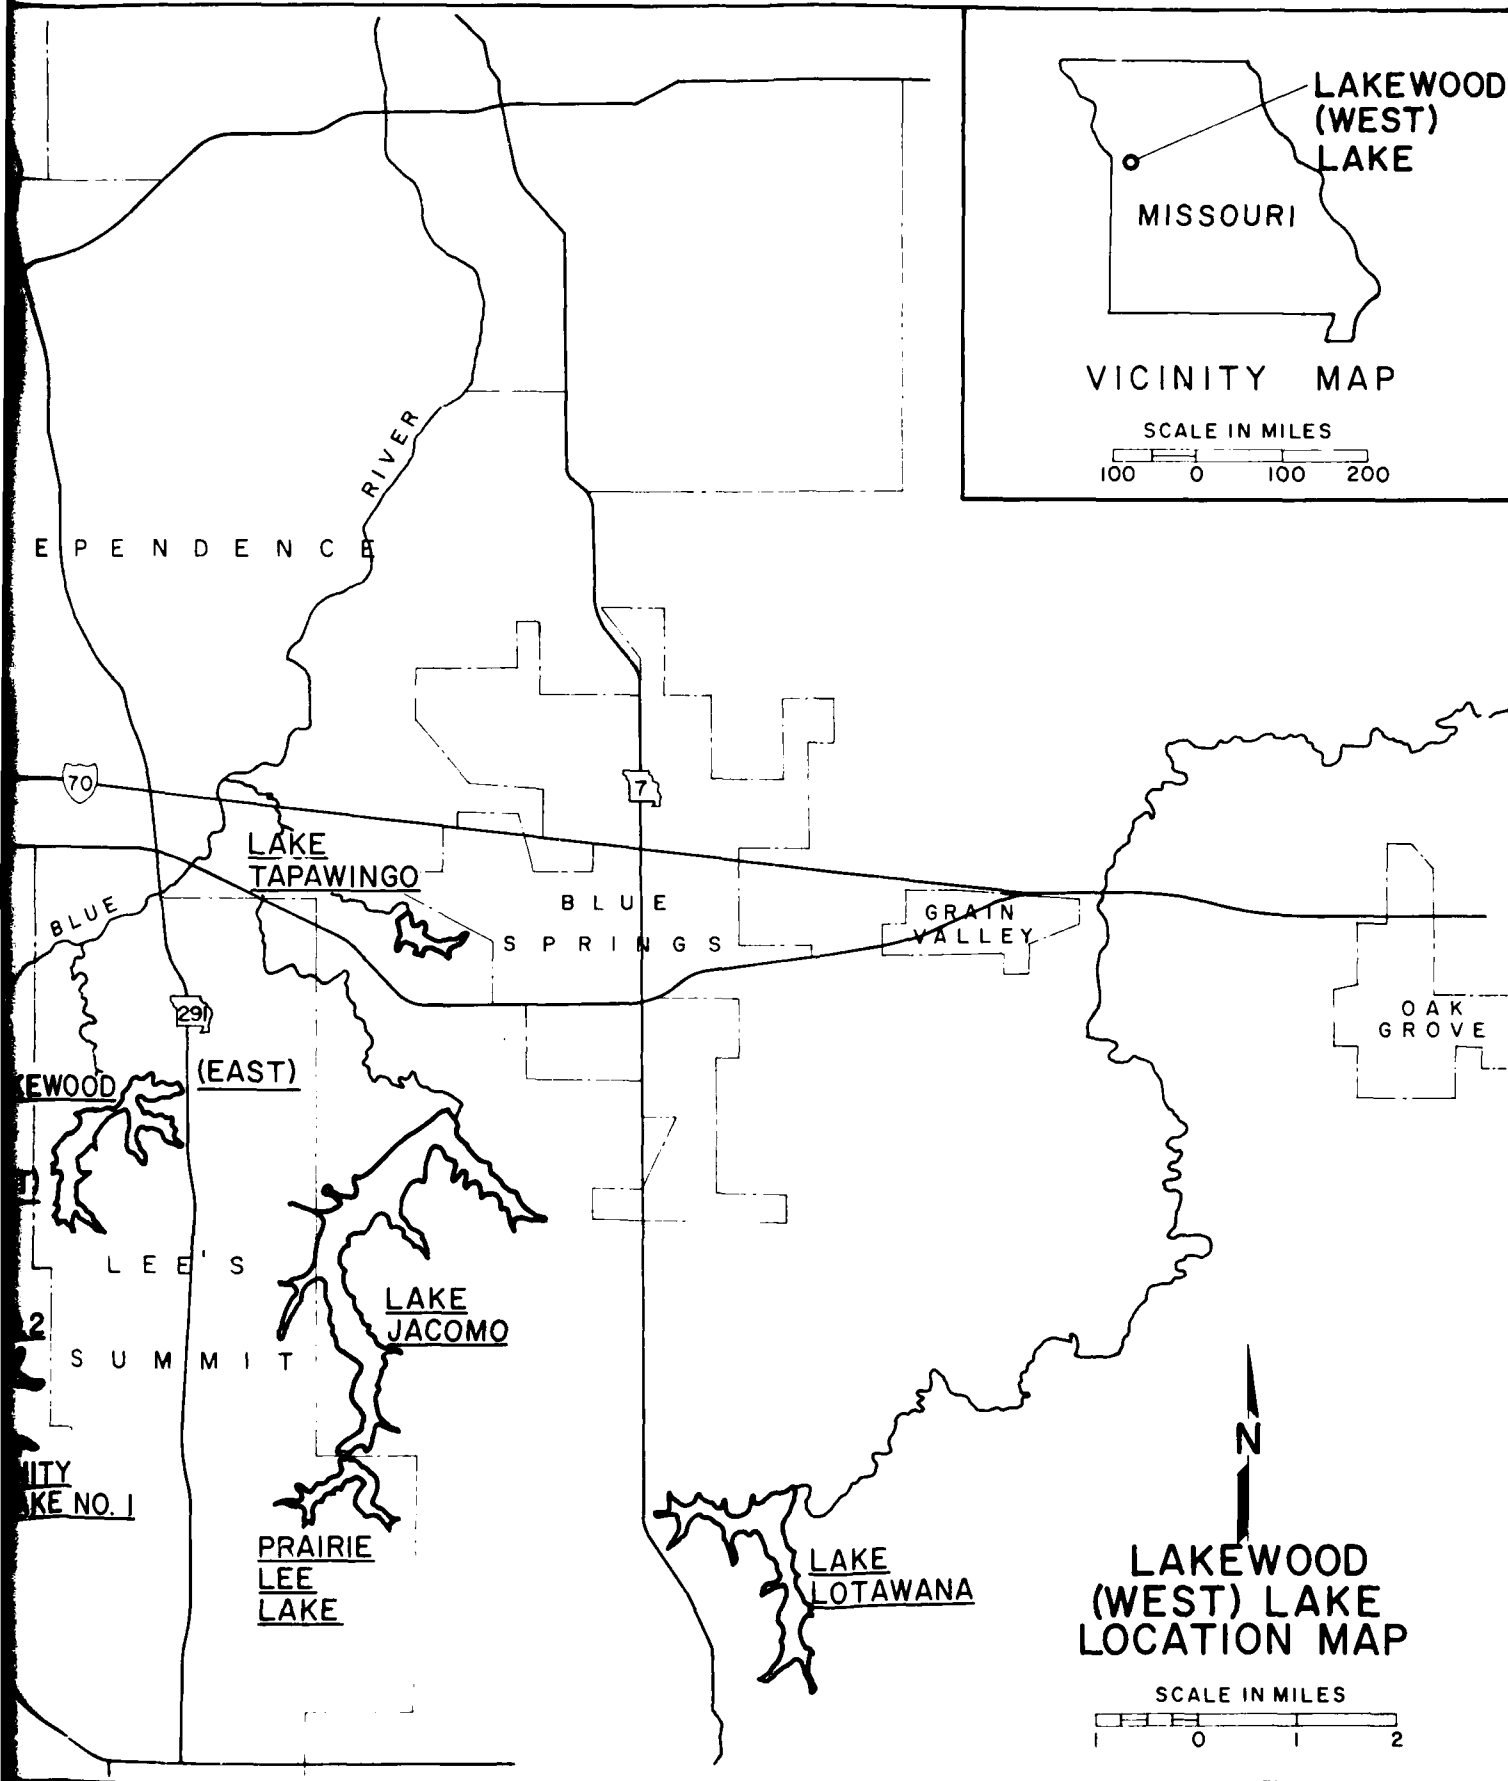 LAKEWOOD
(WEST)
LAKE
MISSOURI
VICINITY MAP
SCALE IN MILES
100 0 100 200
RIVER
EPENDENCE
70
7
LAKE
TAPAWINGO
BLUE
SPRINGS
GRAIN
VALLEY
BLUE
OAK
GROVE
291
(EAST)
KEWOOD
LEE'S
SUMMIT
2
LAKE
JACOMO
ITY
KE NO. 1
PRAIRIE
LEE
LAKE
LAKE
LOTAWANA
N
LAKEWOOD
(WEST) LAKE
LOCATION MAP
SCALE IN MILES
1 0 1 2